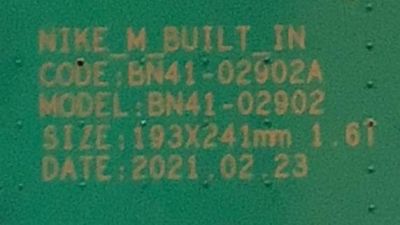 NIKE_M_BUILT_IN
CODE:BN41-02902A
MODEL:BN41-02902
SIZE:193X241mm 1.6T
DATE:2021.02.23